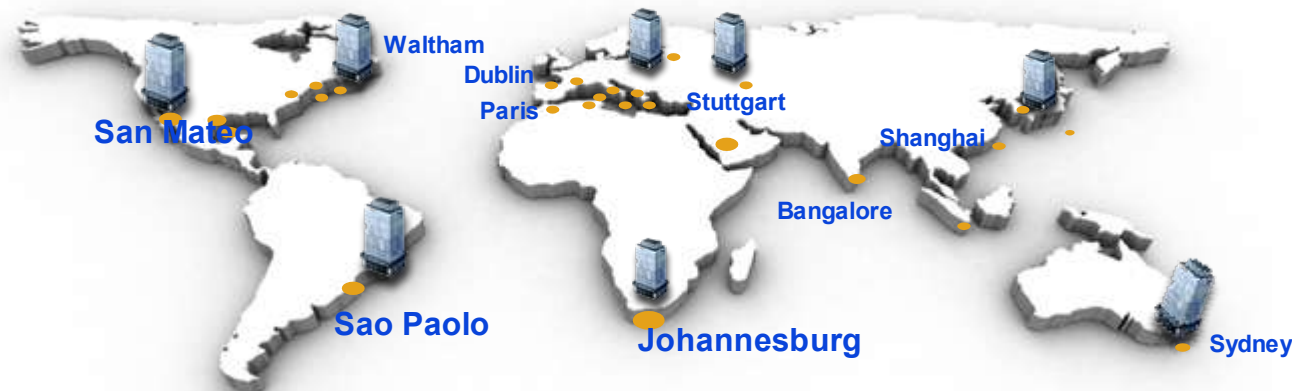 Waltham
Dublin
Paris
Stuttgart
San Mateo
Shanghai
Bangalore
Sao Paolo
Johannesburg
Sydney